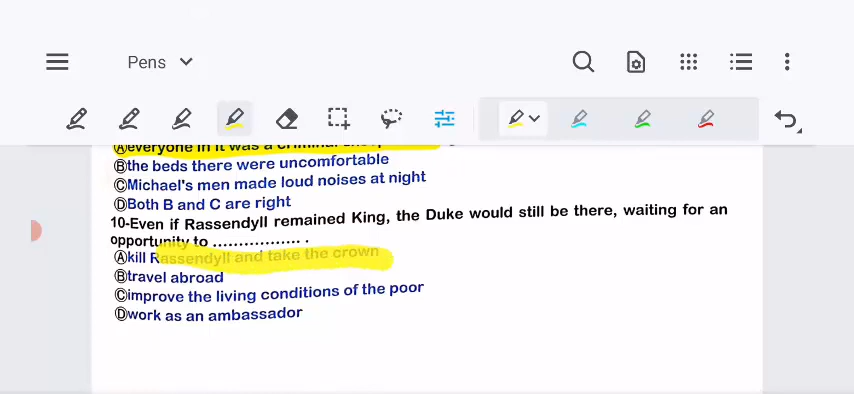 Pens
Ⓐeveryone in it was a criminal
Ⓑthe beds there were uncomfortable
ⒸMichael's men made loud noises at night
ⒹBoth B and C are right
10-Even if Rassendyll remained King, the Duke would still be there, waiting for an
opportunity to ................. .
Ⓐkill Rassendyll and take the crown
Ⓑtravel abroad
Ⓒimprove the living conditions of the poor
Ⓓwork as an ambassador